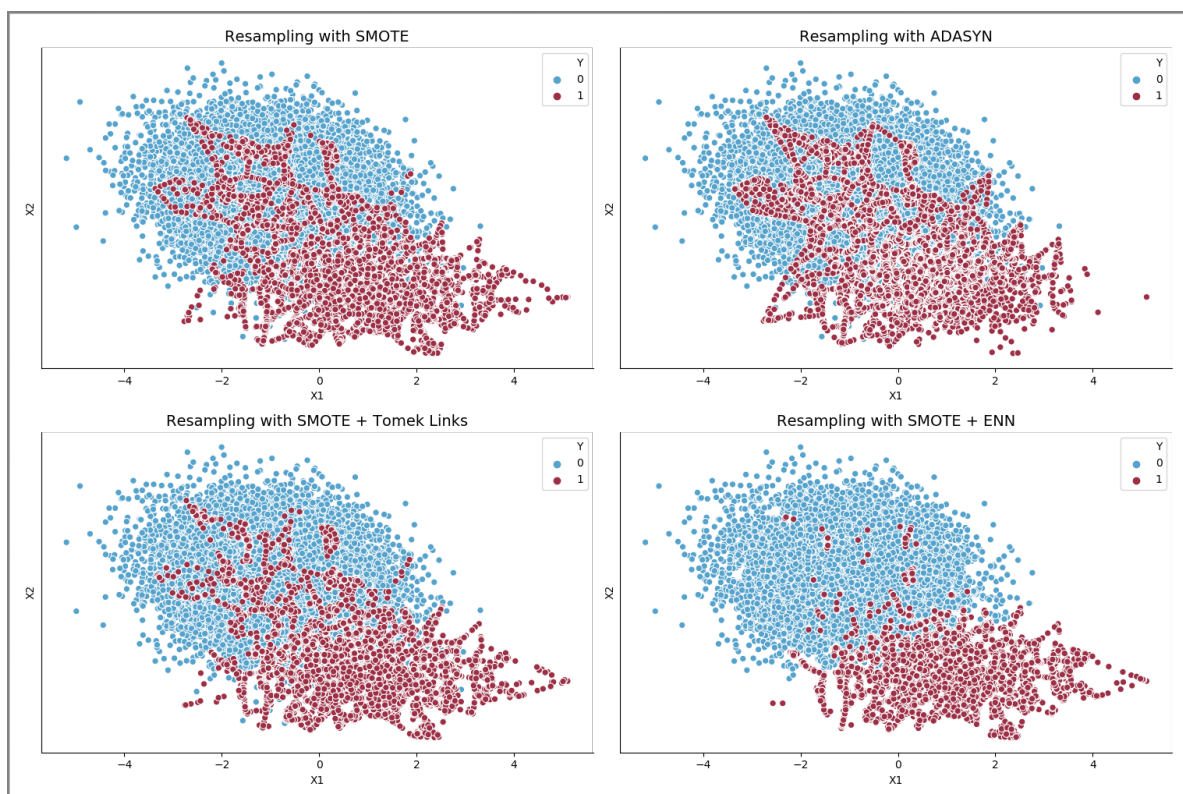 Resampling with SMOTE
Y
0
1
X2
−4 −2 0 2 4
X1
Resampling with ADASYN
Y
0
1
X2
−4 −2 0 2 4
X1
Resampling with SMOTE + Tomek Links
Y
0
1
X2
−4 −2 0 2 4
X1
Resampling with SMOTE + ENN
Y
0
1
X2
−4 −2 0 2 4
X1